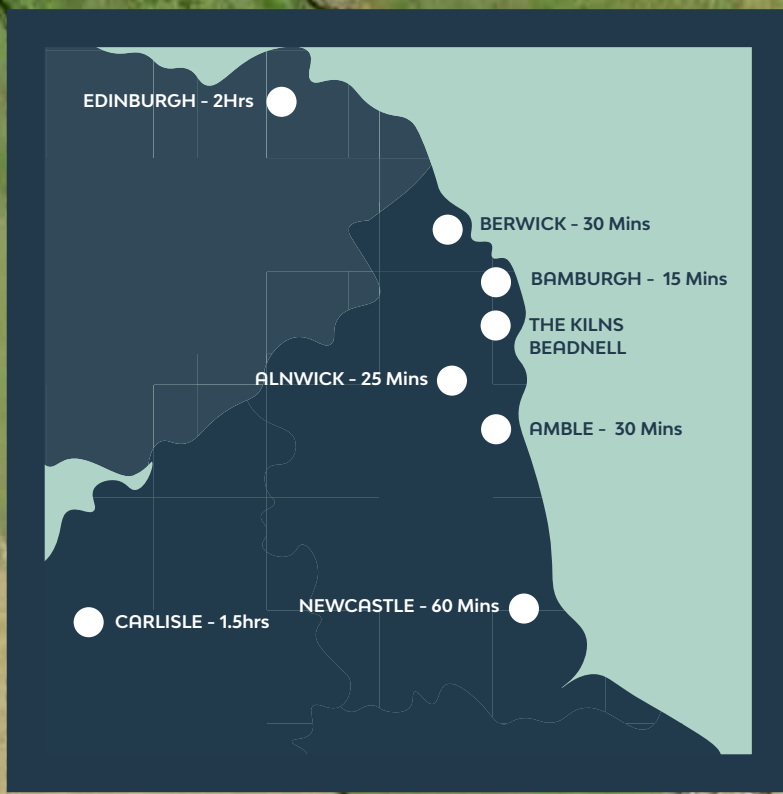 EDINBURGH - 2Hrs
BERWICK - 30 Mins
BAMBURGH - 15 Mins
THE KILNS
BEADNELL
ALNWICK - 25 Mins
AMBLE - 30 Mins
NEWCASTLE - 60 Mins
CARLISLE - 1.5hrs